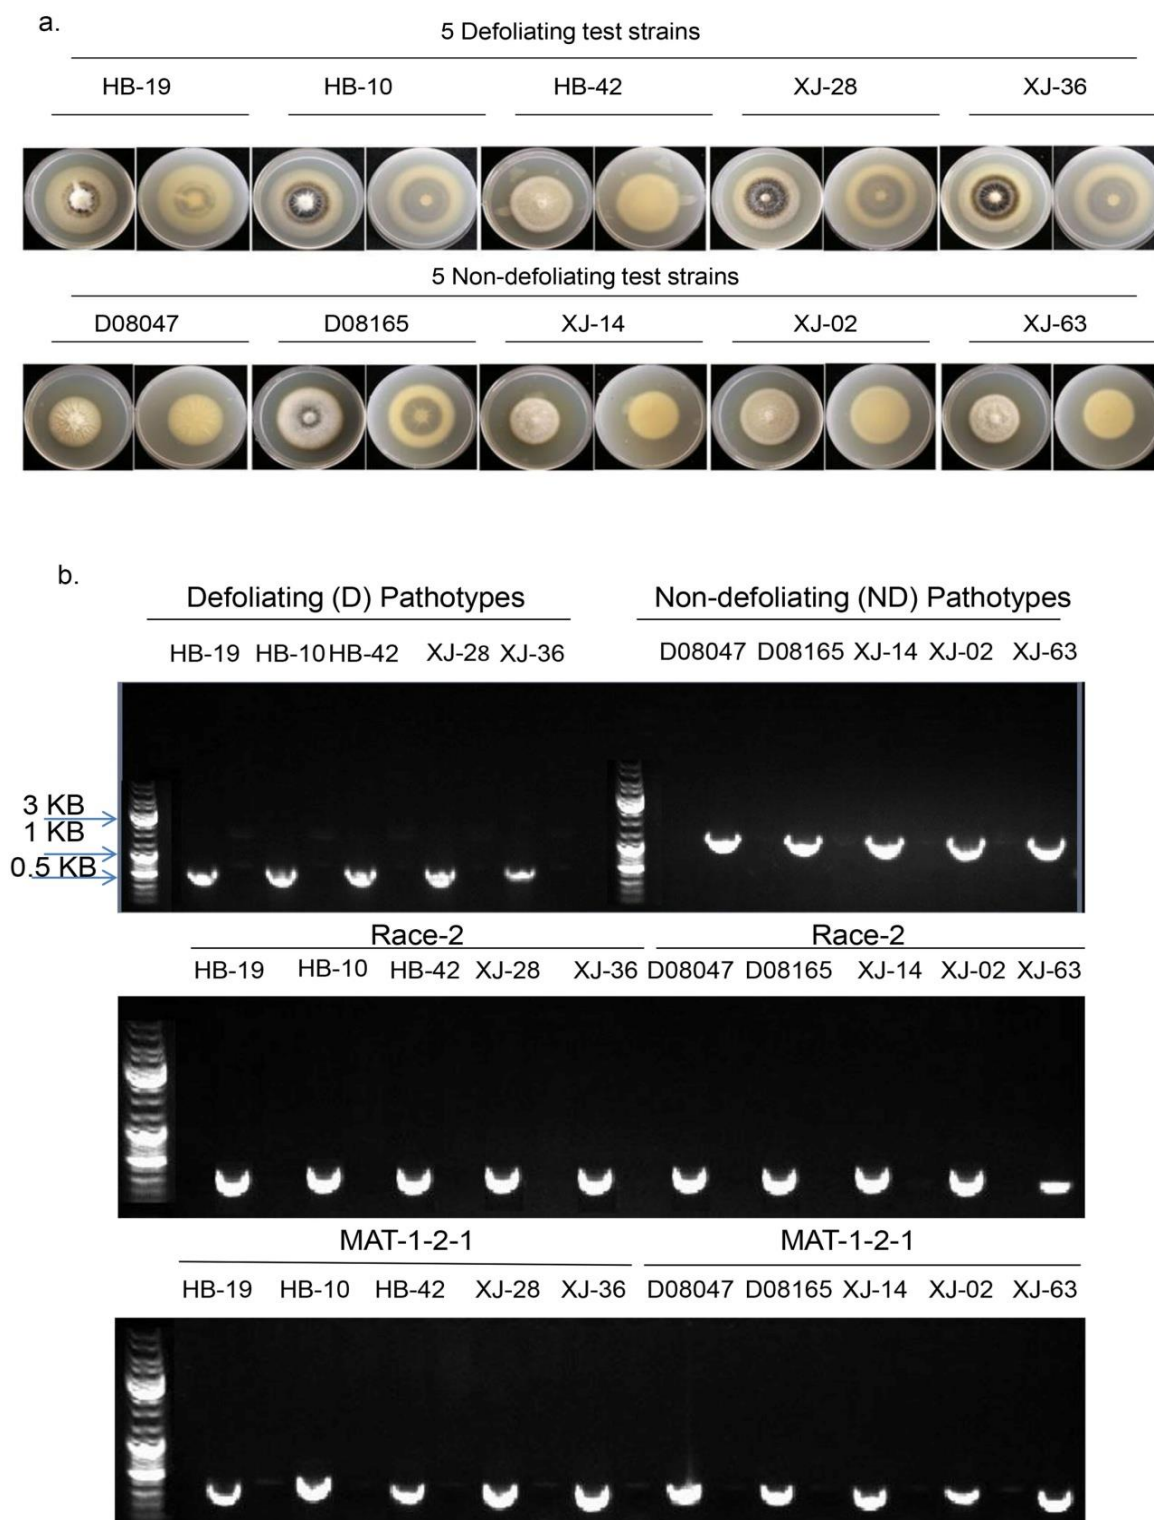 a.
5 Defoliating test strains
HB-19 HB-10 HB-42 XJ-28 XJ-36
5 Non-defoliating test strains
D08047 D08165 XJ-14 XJ-02 XJ-63
b.
Defoliating (D) Pathotypes Non-defoliating (ND) Pathotypes
HB-19 HB-10 HB-42 XJ-28 XJ-36 D08047 D08165 XJ-14 XJ-02 XJ-63
3 KB
1 KB
0.5 KB
Race-2 Race-2
HB-19 HB-10 HB-42 XJ-28 XJ-36 D08047 D08165 XJ-14 XJ-02 XJ-63
MAT-1-2-1 MAT-1-2-1
HB-19 HB-10 HB-42 XJ-28 XJ-36 D08047 D08165 XJ-14 XJ-02 XJ-63